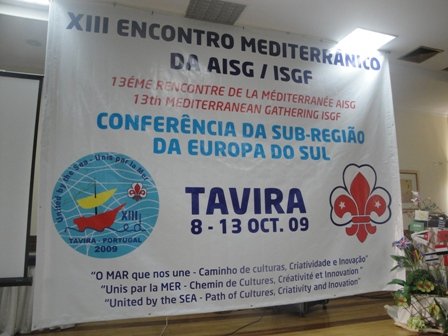 XIII ENCONTRO MEDITERRÂNICO
DA AISG / ISGF
13ÉME RENCONTRE DE LA MÉDITERRANÉE AISG
13th MEDITERRANEAN GATHERING ISGF
CONFERÊNCIA DA SUB-REGIÃO
DA EUROPA DO SUL
United by the Sea - Unis par la Mer
XIII
TAVIRA - PORTUGAL
2009
TAVIRA
8 - 13 OCT. 09
"O MAR que nos une - Caminho de culturas, Criatividade e Inovação"
"Unis par la MER - Chemin de Cultures, Créativité et Innovation"
"United by the SEA - Path of Cultures, Criativity and Innovation"